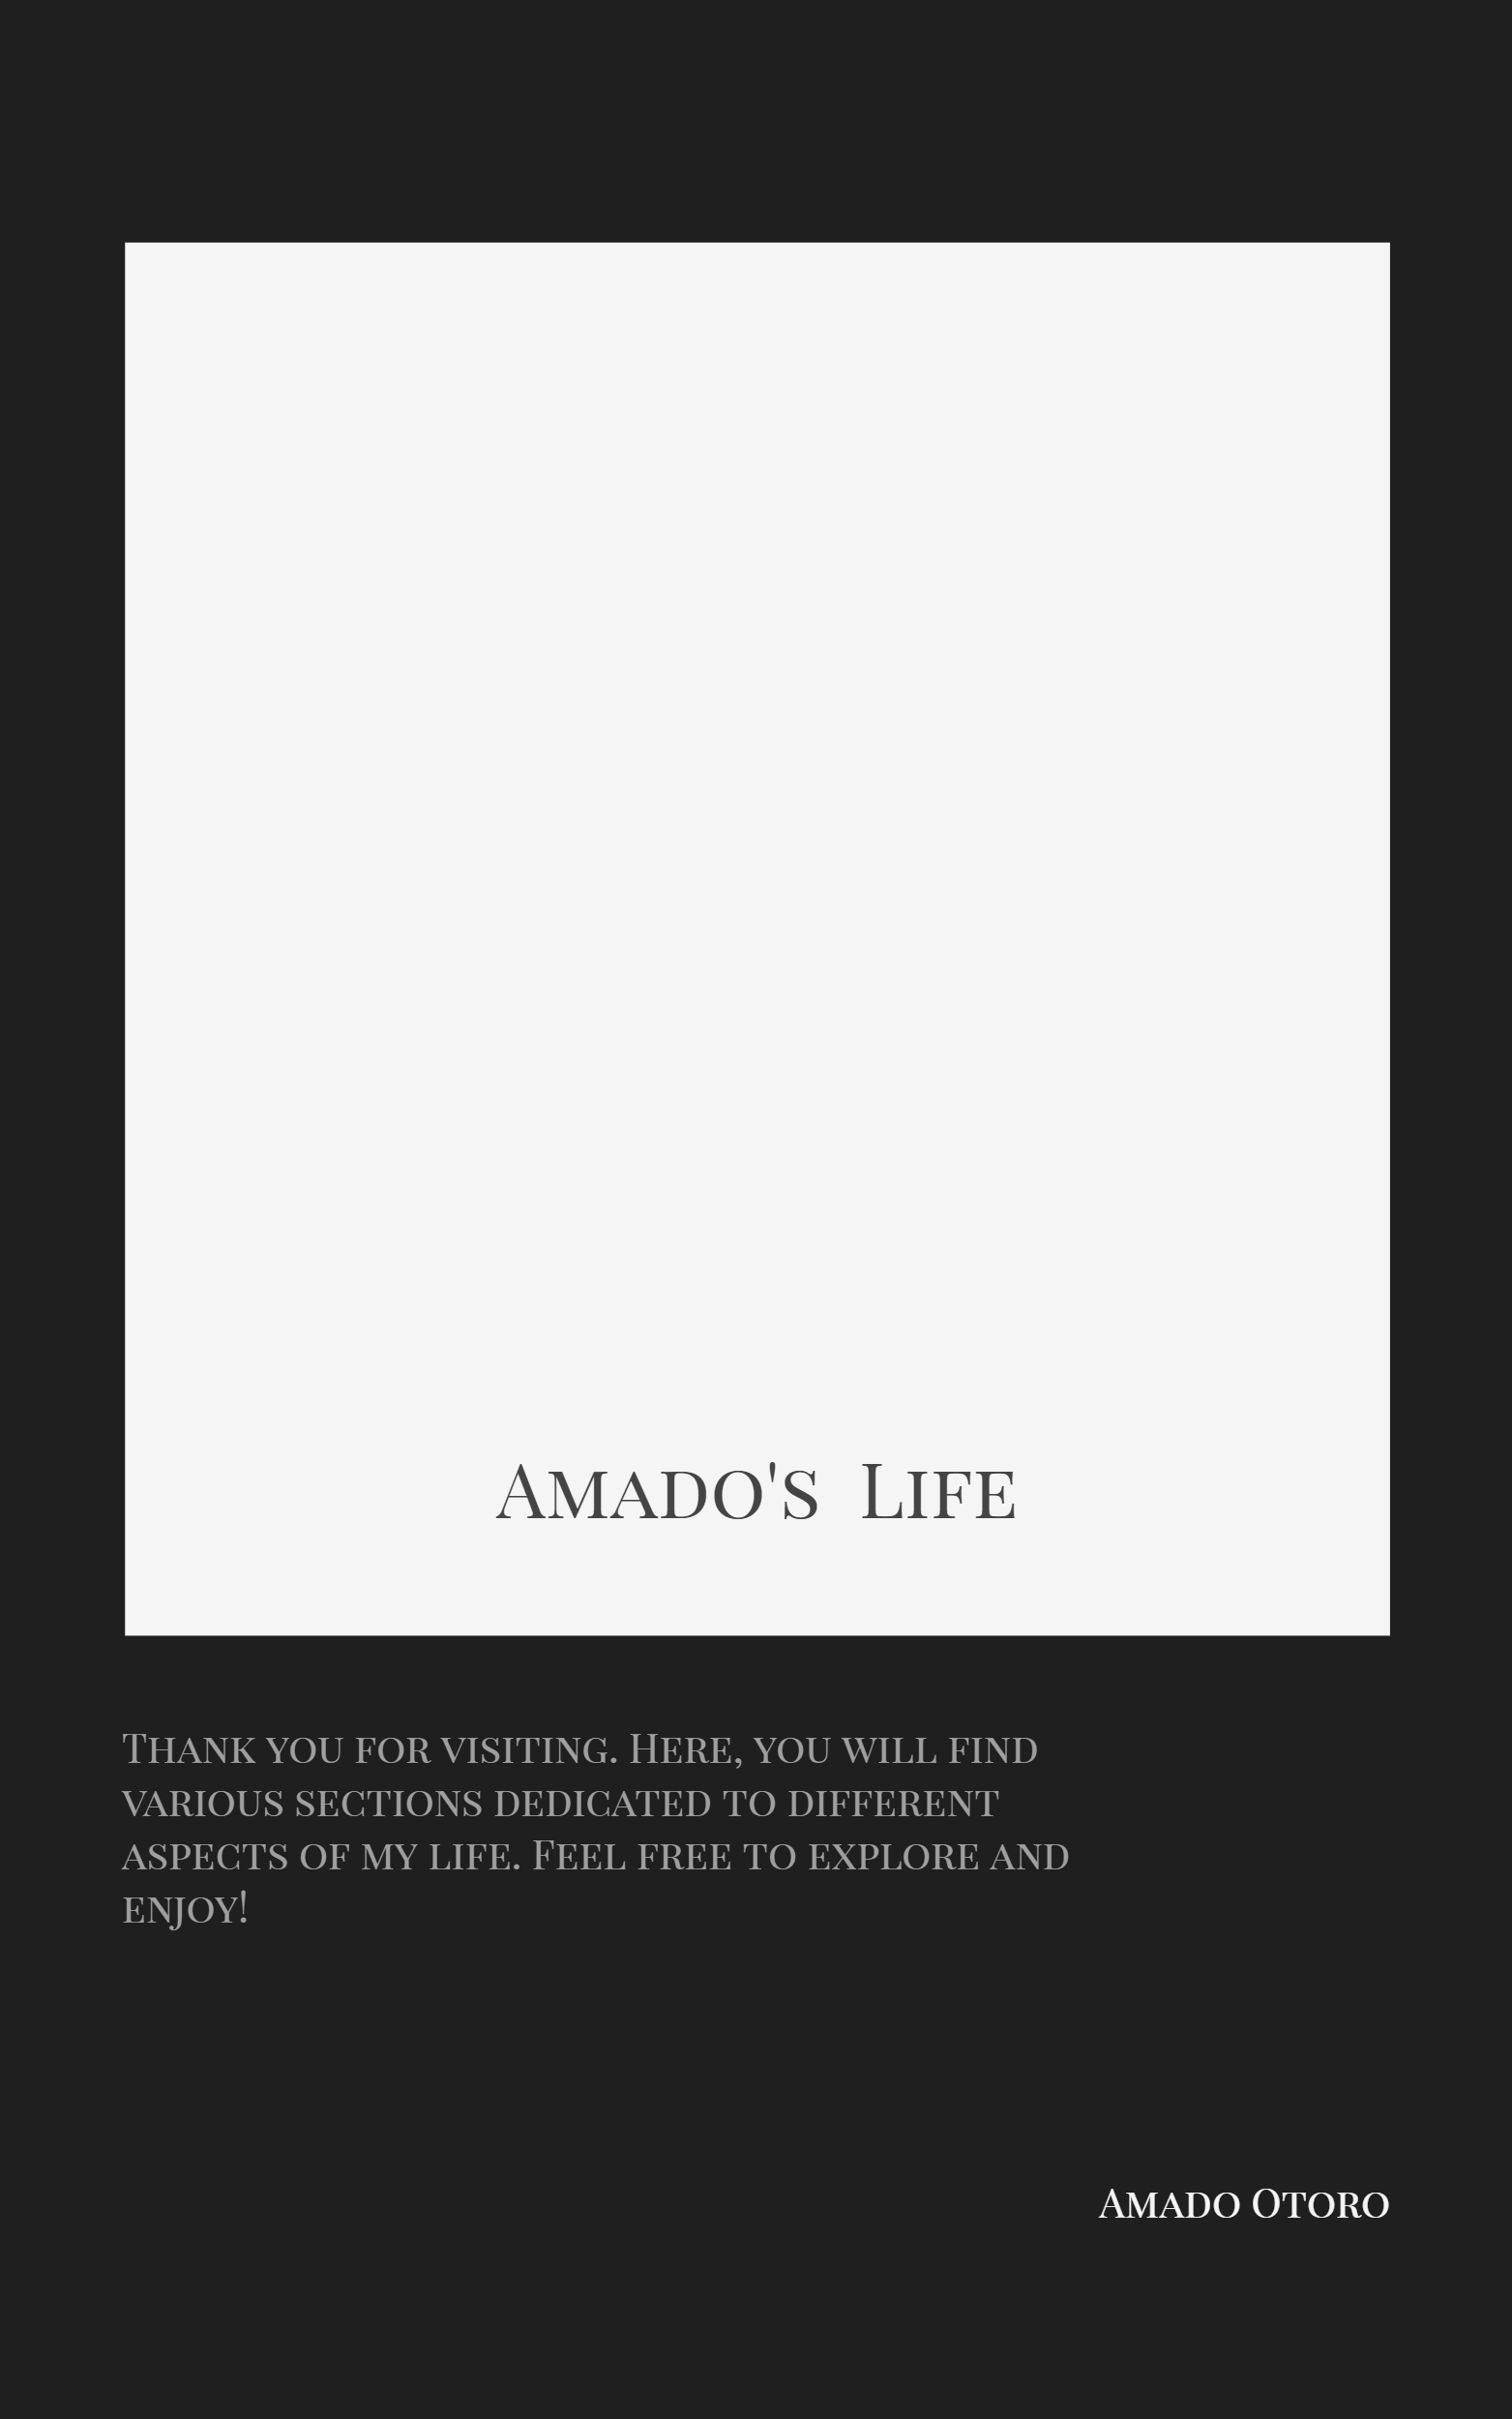 Amado's Life
Thank you for visiting. Here, you will find
various sections dedicated to different
aspects of my life. Feel free to explore and
enjoy!
Amado Otoro